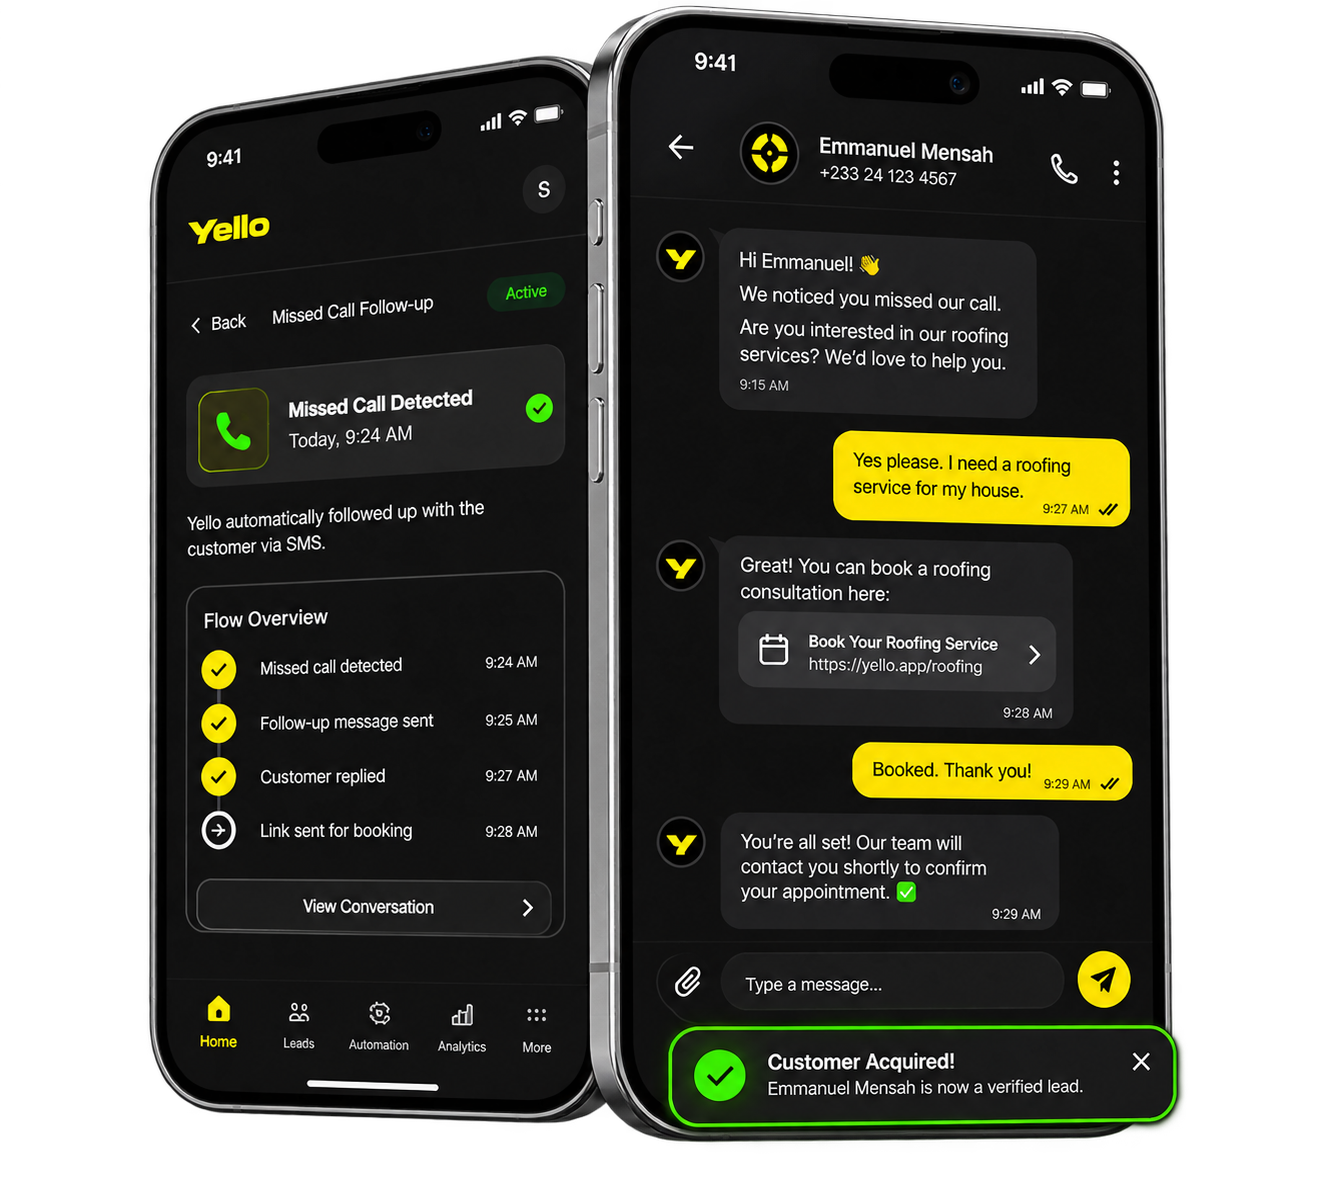 9:41
S
Yello
Back
Missed Call Follow-up
Active
Missed Call Detected
Today, 9:24 AM
Yello automatically followed up with the
customer via SMS.
Flow Overview
Missed call detected 9:24 AM
Follow-up message sent 9:25 AM
Customer replied 9:27 AM
Link sent for booking 9:28 AM
View Conversation
Home
Leads
Automation
Analytics
More
9:41
Emmanuel Mensah
+233 24 123 4567
Hi Emmanuel! 👋
We noticed you missed our call.
Are you interested in our roofing
services? We’d love to help you.
9:15 AM
Yes please. I need a roofing
service for my house.
9:27 AM
Great! You can book a roofing
consultation here:
Book Your Roofing Service
https://yello.app/roofing
9:28 AM
Booked. Thank you!
9:29 AM
You’re all set! Our team will
contact you shortly to confirm
your appointment. ✅
9:29 AM
Type a message...
Customer Acquired!
Emmanuel Mensah is now a verified lead.